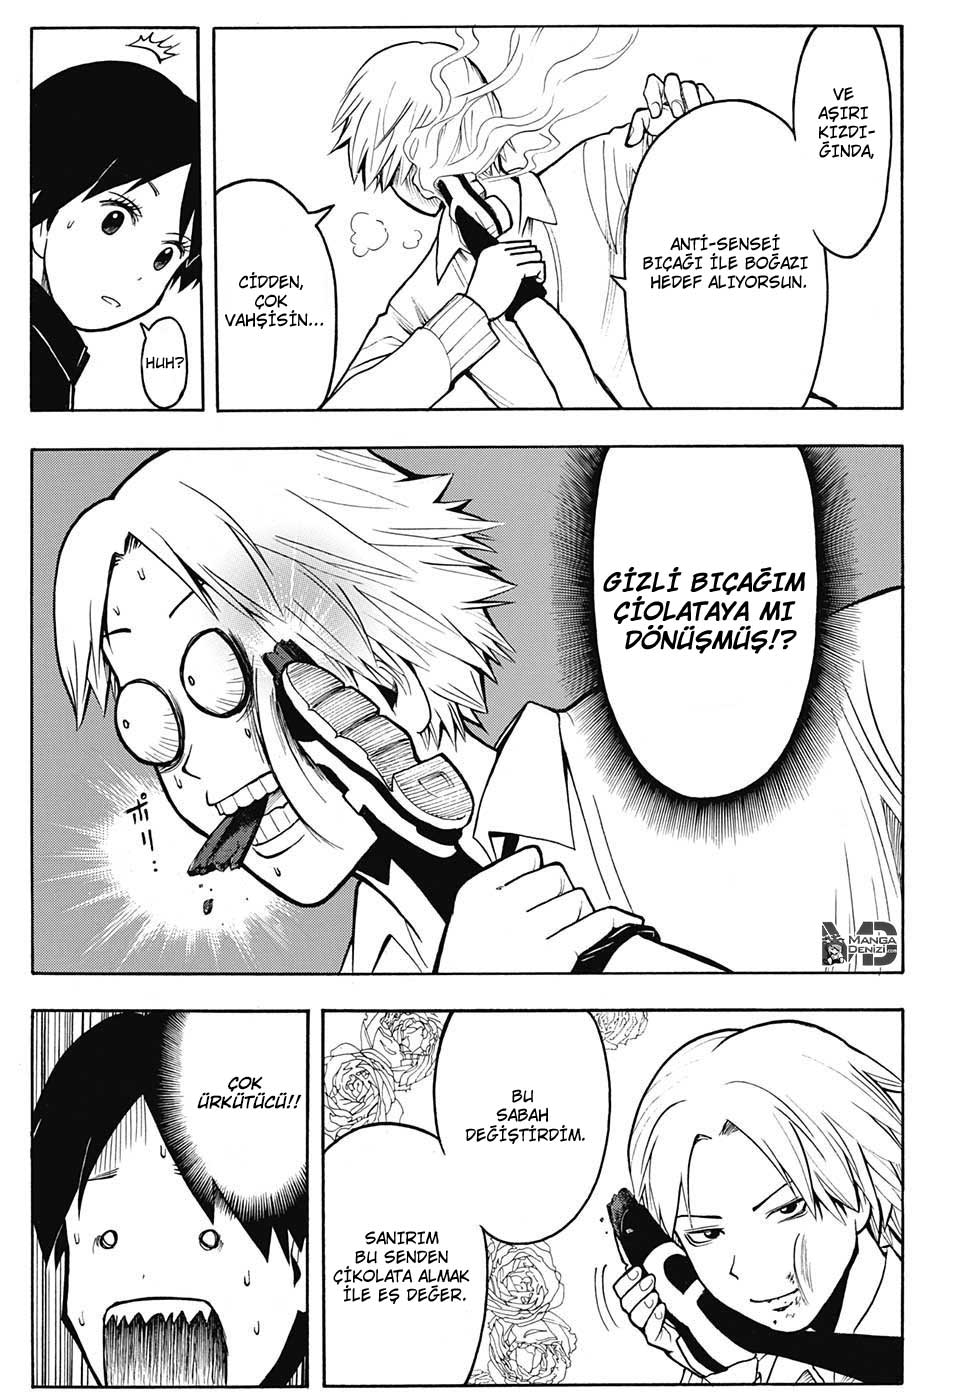 VE
AŞIRI
KIZDI-
ĞINDA,
ANTİ-SENSEİ
BIÇAĞI İLE BOĞAZI
HEDEF ALIYORSUN.
CİDDEN,
ÇOK
VAHŞİSİN...
HUH?
GİZLİ BIÇAĞIM
ÇİOLATAYA MI
DÖNÜŞMÜŞ!?
ポリ…
MANGA
DENİZİ
BU
SABAH
DEĞİŞTİRDİM.
SANIRIM
BU SENDEN
ÇİKOLATA ALMAK
İLE EŞ DEĞER.
ÇOK
ÜRKÜTÜCÜ!!